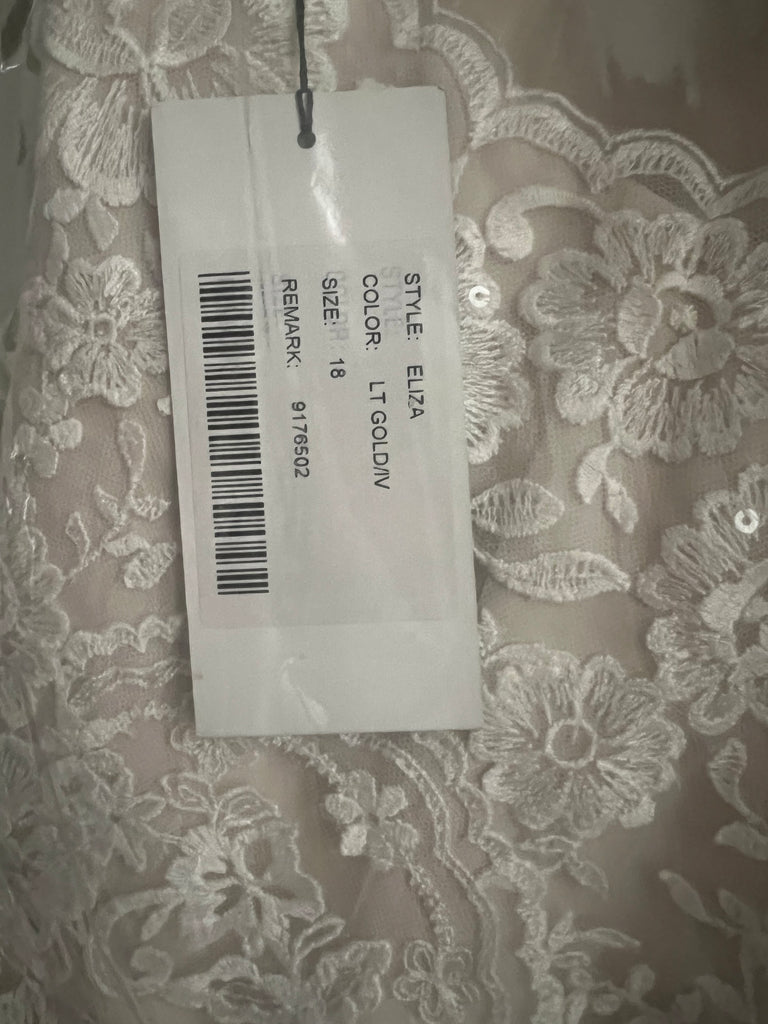 STYLE: ELIZA
COLOR: LT GOLD/IV
SIZE: 18
REMARK: 9176502